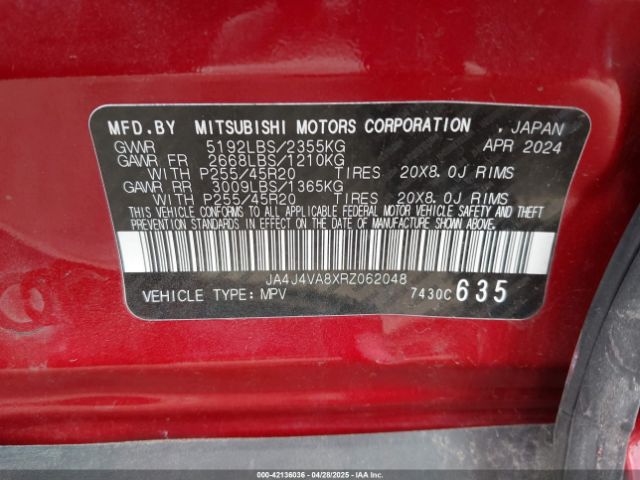 MFD.BY MITSUBISHI MOTORS CORPORATION , JAPAN
GVWR 5192LBS/2355KG APR 2024
GAWR FR 2668LBS/1210KG
WITH P255/45R20 TIRES 20X8.0J RIMS
GAWR RR 3009LBS/1365KG
WITH P255/45R20 TIRES 20X8.0J RIMS
THIS VEHICLE CONFORMS TO ALL APPLICABLE FEDERAL MOTOR VEHICLE SAFETY AND THEFT
PREVENTION STANDARDS IN EFFECT ON THE DATE OF MANUFACTURE SHOWN ABOVE.
JA4J4VA8XRZ062048
VEHICLE TYPE: MPV 7430C 635
000-42136036 04/28/2025 Copyright IAA, LLC.